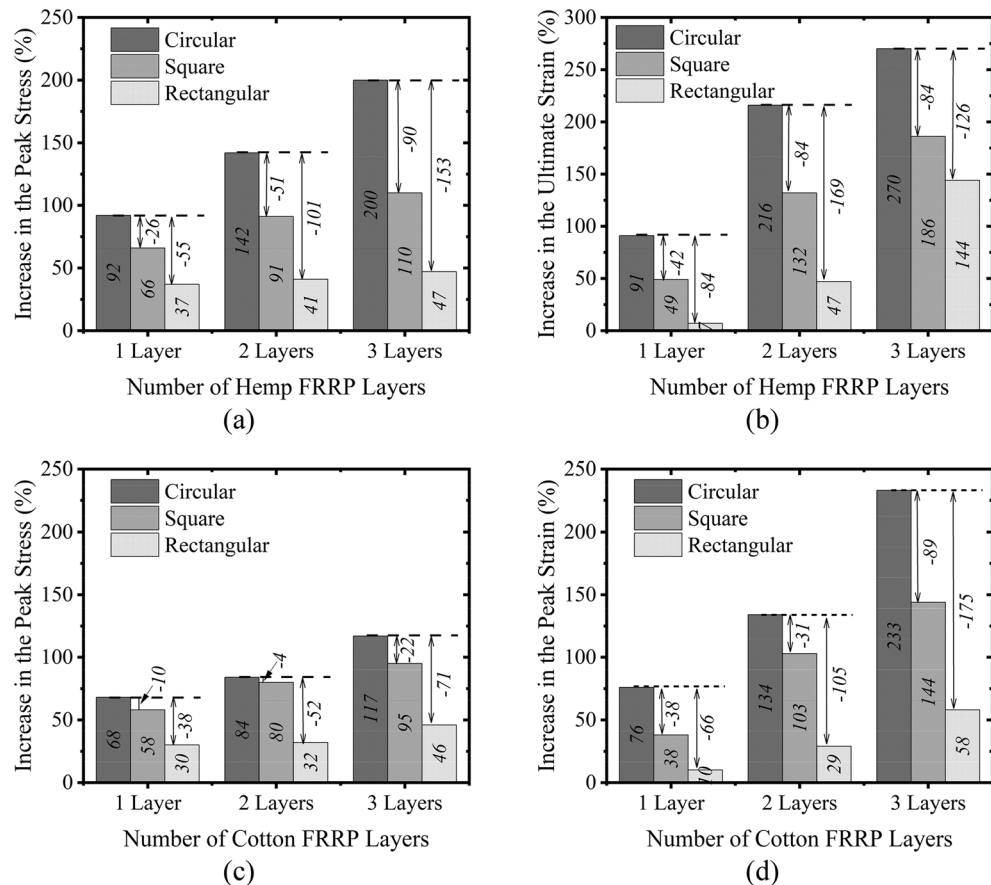 Increase in the Peak Stress (%)
250
200
150
100
50
0
Circular
Square
Rectangular
92
66
37
-26
-55
142
91
41
-51
-101
200
110
47
-90
-153
1 Layer
2 Layers
3 Layers
Number of Hemp FRRP Layers
(a)
Increase in the Ultimate Strain (%)
300
250
200
150
100
50
0
Circular
Square
Rectangular
91
49
7
-42
-84
216
132
47
-84
-169
270
186
144
-84
-126
1 Layer
2 Layers
3 Layers
Number of Hemp FRRP Layers
(b)
Increase in the Peak Stress (%)
250
200
150
100
50
0
Circular
Square
Rectangular
68
58
30
-10
-38
84
80
32
-4
-52
117
95
46
-22
-71
1 Layer
2 Layers
3 Layers
Number of Cotton FRRP Layers
(c)
Increase in the Peak Strain (%)
250
200
150
100
50
0
Circular
Square
Rectangular
76
38
10
-38
-66
134
103
29
-31
-105
233
144
58
-89
-175
1 Layer
2 Layers
3 Layers
Number of Cotton FRRP Layers
(d)